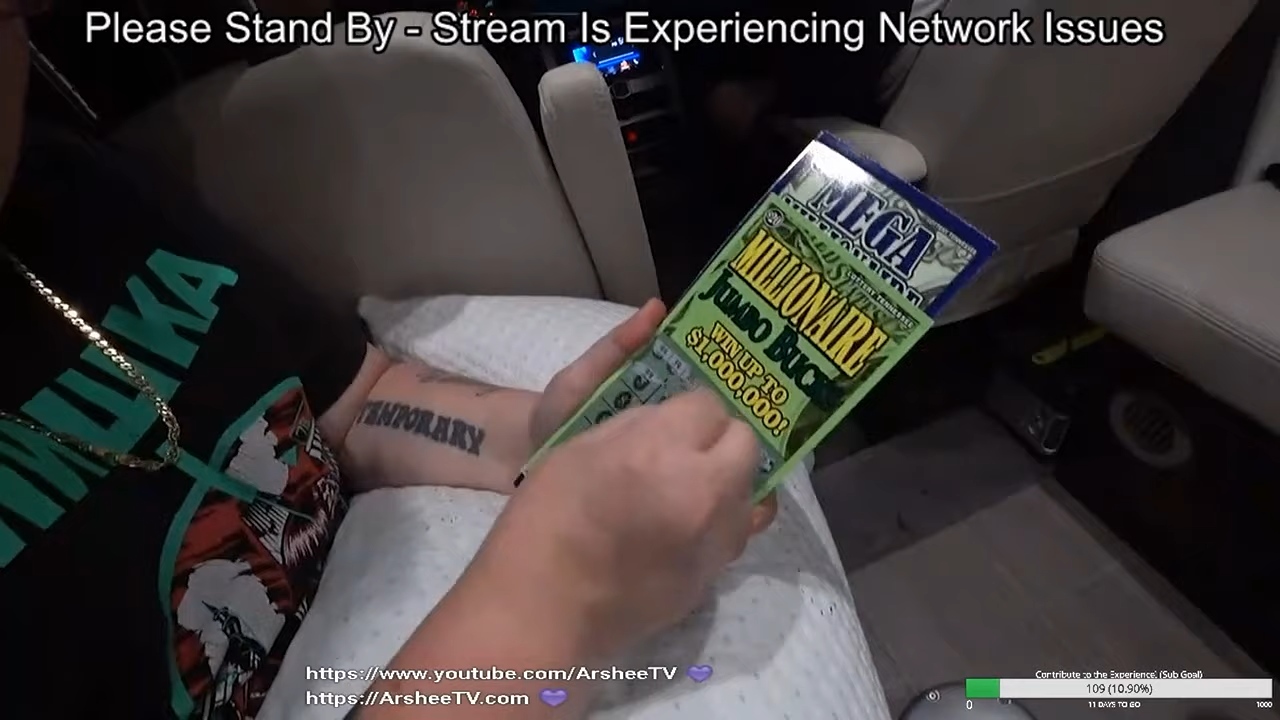 Please Stand By - Stream Is Experiencing Network Issues
MEGA
MILLIONAIRE
JUMBO BUCKS
WIN UP TO
$1,000,000!
TEMPORARY
https://www.youtube.com/ArsheeTV 💜
https://ArsheeTV.com 💜
Contribute to the Experience! (Sub Goal)
109 (10.90%)
0
11 DAYS TO GO
1000